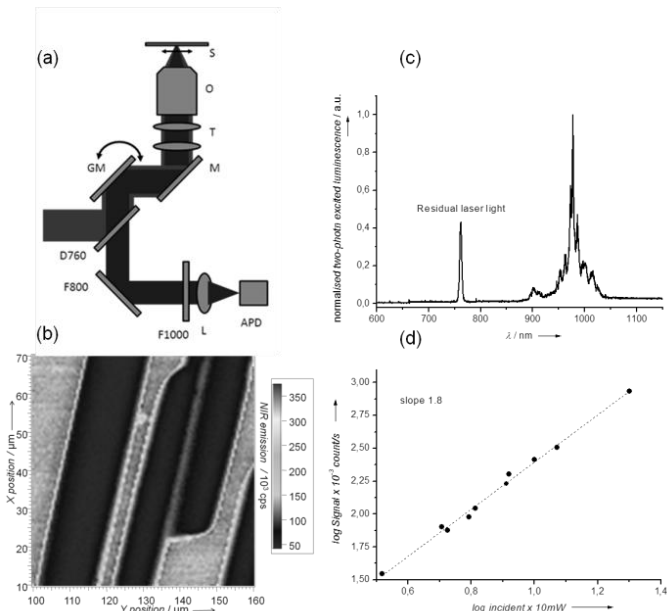 (a)
S
O
T
GM
M
D760
F800
F1000
L
APD
(b)
70
60
50
40
30
20
10
X position / µm
100 110 120 130 140 150 160
Y position / µm
350
300
250
200
150
100
50
NIR emission / 10³ cps
(c)
normalised two-photn excited luminescence / a.u.
1,0
0,8
0,6
0,4
0,2
0,0
Residual laser light
600 700 800 900 1000
λ / nm
(d)
3,00
2,75
2,50
2,25
2,00
1,75
1,50
log Signal x 10⁻³ count/s
slope 1.8
0,6 0,8 1,0 1,2 1,4
log incident x 10mW